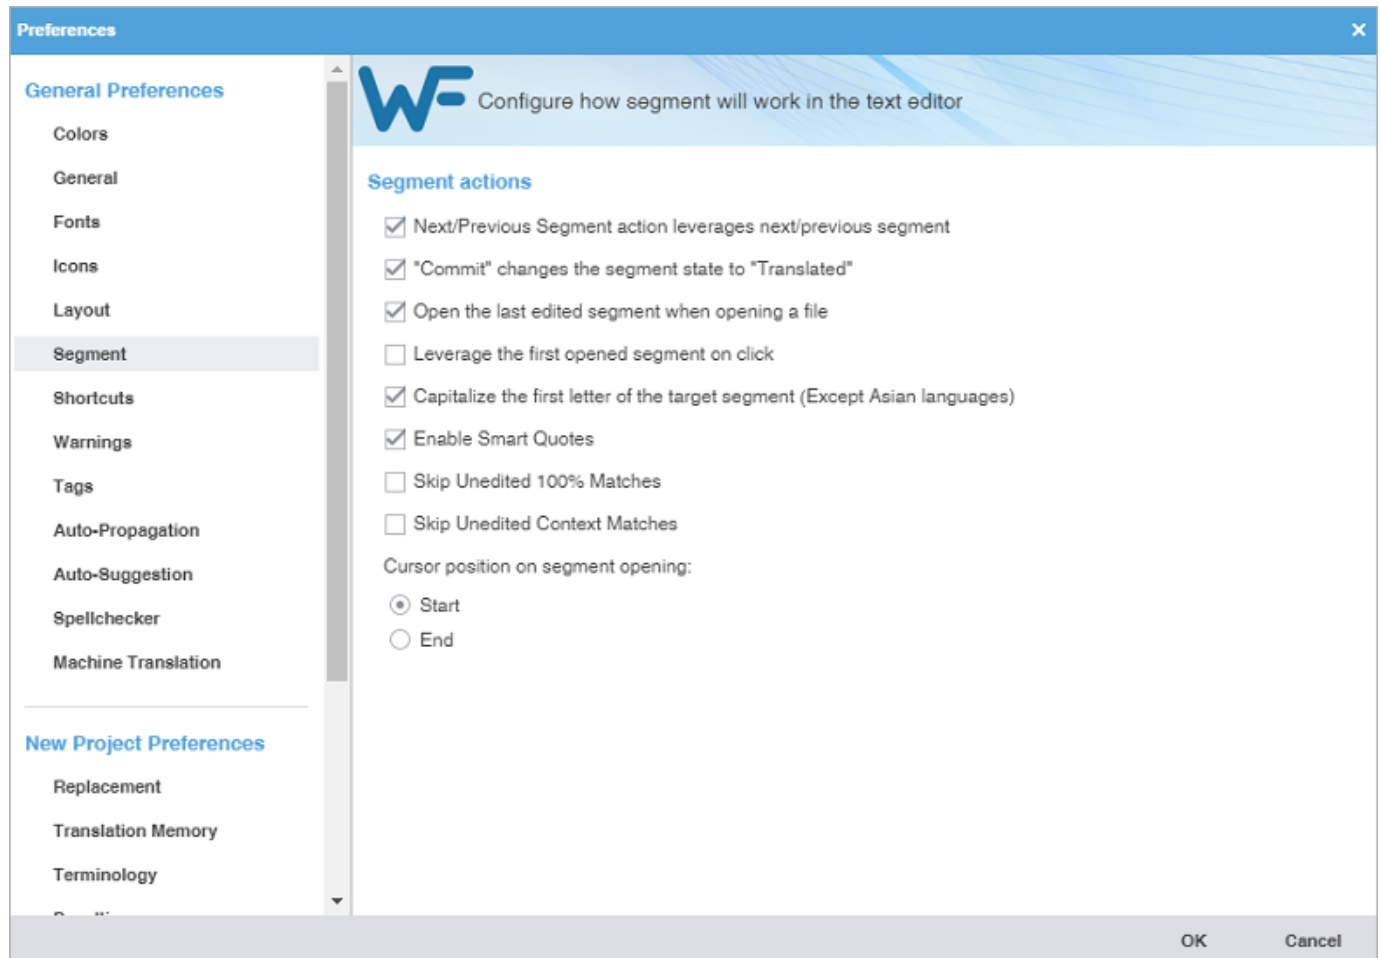 Preferences
General Preferences
Colors
General
Fonts
Icons
Layout
Segment
Shortcuts
Warnings
Tags
Auto-Propagation
Auto-Suggestion
Spellchecker
Machine Translation
New Project Preferences
Replacement
Translation Memory
Terminology
WF
Configure how segment will work in the text editor
Segment actions
Next/Previous Segment action leverages next/previous segment
"Commit" changes the segment state to "Translated"
Open the last edited segment when opening a file
Leverage the first opened segment on click
Capitalize the first letter of the target segment (Except Asian languages)
Enable Smart Quotes
Skip Unedited 100% Matches
Skip Unedited Context Matches
Cursor position on segment opening:
Start
End
OK
Cancel